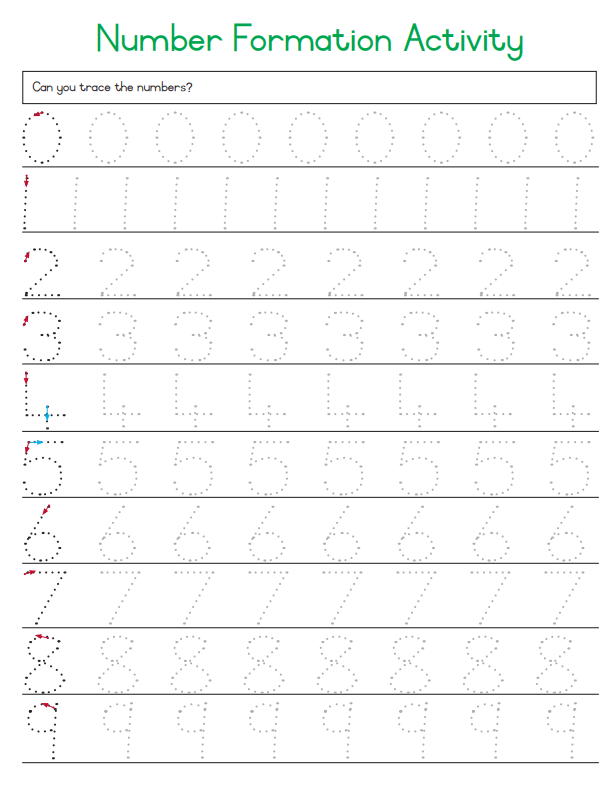 Number Formation Activity
Can you trace the numbers?
0 0 0 0 0 0 0 0 0
1 1 1 1 1 1 1 1 1 1 1 1
2 2 2 2 2 2 2 2
3 3 3 3 3 3 3 3
4 4 4 4 4 4 4 4
5 5 5 5 5 5 5 5
6 6 6 6 6 6 6 6
7 7 7 7 7 7 7 7
8 8 8 8 8 8 8 8
9 9 9 9 9 9 9 9